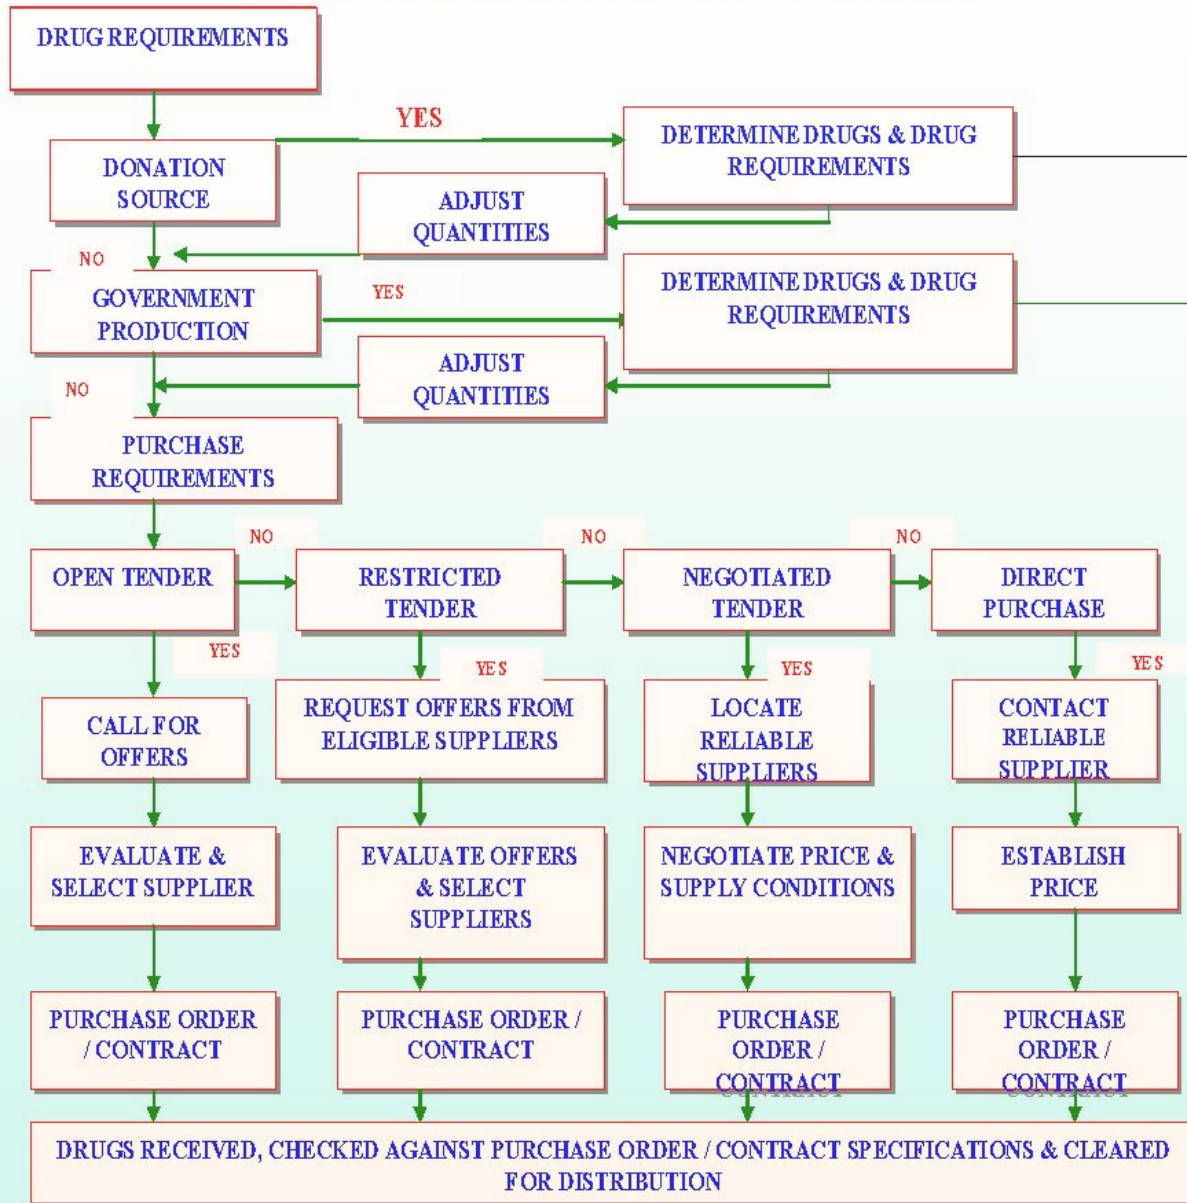 DRUG REQUIREMENTS
YES
DONATION
SOURCE
DETERMINE DRUGS & DRUG
REQUIREMENTS
ADJUST
QUANTITIES
NO
GOVERNMENT
PRODUCTION
YES
DETERMINE DRUGS & DRUG
REQUIREMENTS
ADJUST
QUANTITIES
NO
PURCHASE
REQUIREMENTS
OPEN TENDER
NO
RESTRICTED
TENDER
NO
NEGOTIATED
TENDER
NO
DIRECT
PURCHASE
YES
YES
YES
YES
CALL FOR
OFFERS
REQUEST OFFERS FROM
ELIGIBLE SUPPLIERS
LOCATE
RELIABLE
SUPPLIERS
CONTACT
RELIABLE
SUPPLIER
EVALUATE &
SELECT SUPPLIER
EVALUATE OFFERS
& SELECT
SUPPLIERS
NEGOTIATE PRICE &
SUPPLY CONDITIONS
ESTABLISH
PRICE
PURCHASE ORDER
/ CONTRACT
PURCHASE ORDER /
CONTRACT
PURCHASE
ORDER /
CONTRACT
PURCHASE
ORDER /
CONTRACT
DRUGS RECEIVED, CHECKED AGAINST PURCHASE ORDER / CONTRACT SPECIFICATIONS & CLEARED
FOR DISTRIBUTION